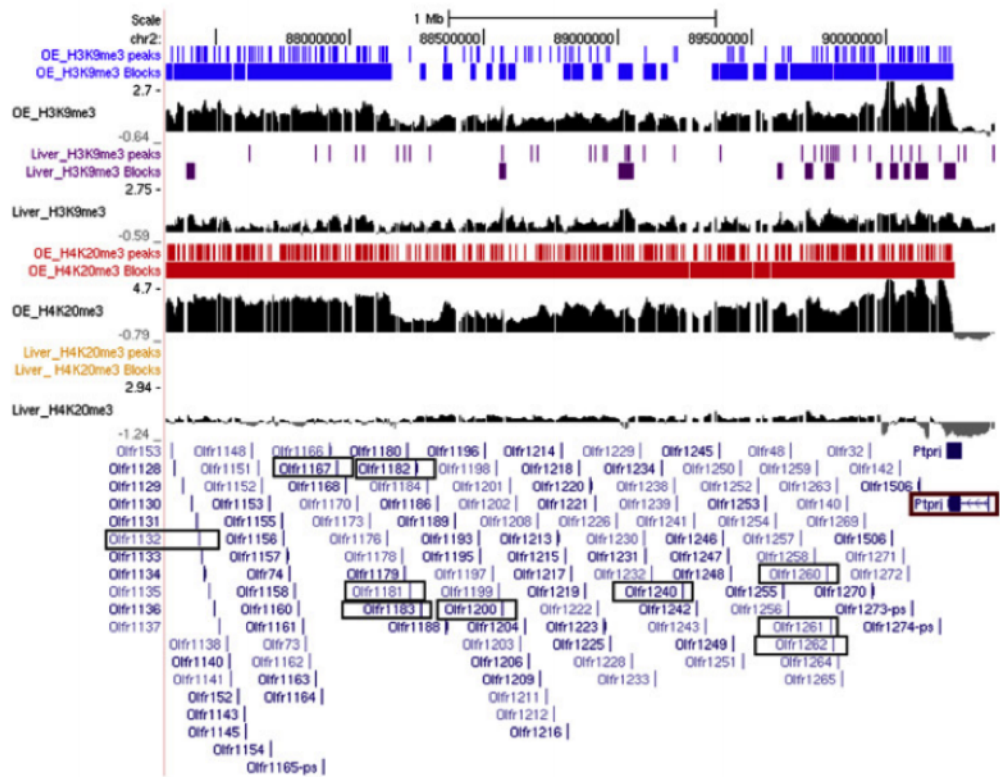 Scale 1 Mb
chr2: 88000000 88500000 89000000 89500000 90000000
OE_H3K9me3 peaks
OE_H3K9me3 Blocks
2.7 -
OE_H3K9me3
-0.64 _
Liver_H3K9me3 peaks
Liver_H3K9me3 Blocks
2.75 -
Liver_H3K9me3
-0.59 _
OE_H4K20me3 peaks
OE_H4K20me3 Blocks
4.7 -
OE_H4K20me3
-0.79 _
Liver_H4K20me3 peaks
Liver_ H4K20me3 Blocks
2.94 -
Liver_H4K20me3
-1.24 _
Olfr153 Olfr1148 Olfr1166 Olfr1180 Olfr1196 Olfr1214 Olfr1229 Olfr1245 Olfr48 Olfr32 Ptprj
Olfr1128 Olfr1151 Olfr1167 Olfr1182 Olfr1198 Olfr1218 Olfr1234 Olfr1250 Olfr1259 Olfr142
Olfr1129 Olfr1152 Olfr1168 Olfr1184 Olfr1201 Olfr1220 Olfr1238 Olfr1252 Olfr1263 Olfr1506
Olfr1130 Olfr1153 Olfr1170 Olfr1186 Olfr1202 Olfr1221 Olfr1239 Olfr1253 Olfr140 Ptprj
Olfr1131 Olfr1155 Olfr1173 Olfr1189 Olfr1208 Olfr1226 Olfr1241 Olfr1254 Olfr1269
Olfr1132 Olfr1156 Olfr1176 Olfr1193 Olfr1213 Olfr1230 Olfr1246 Olfr1257 Olfr1506
Olfr1133 Olfr1157 Olfr1178 Olfr1195 Olfr1215 Olfr1231 Olfr1247 Olfr1258 Olfr1271
Olfr1134 Olfr74 Olfr1179 Olfr1197 Olfr1217 Olfr1232 Olfr1248 Olfr1260 Olfr1272
Olfr1135 Olfr1158 Olfr1181 Olfr1199 Olfr1219 Olfr1240 Olfr1255 Olfr1270
Olfr1136 Olfr1160 Olfr1183 Olfr1200 Olfr1222 Olfr1242 Olfr1256 Olfr1273-ps
Olfr1137 Olfr1161 Olfr1188 Olfr1204 Olfr1223 Olfr1243 Olfr1261 Olfr1274-ps
Olfr1138 Olfr73 Olfr1203 Olfr1225 Olfr1249 Olfr1262
Olfr1140 Olfr1162 Olfr1206 Olfr1228 Olfr1251 Olfr1264
Olfr1141 Olfr1163 Olfr1209 Olfr1233 Olfr1265
Olfr152 Olfr1164 Olfr1211
Olfr1143 Olfr1212
Olfr1145 Olfr1216
Olfr1154
Olfr1165-ps